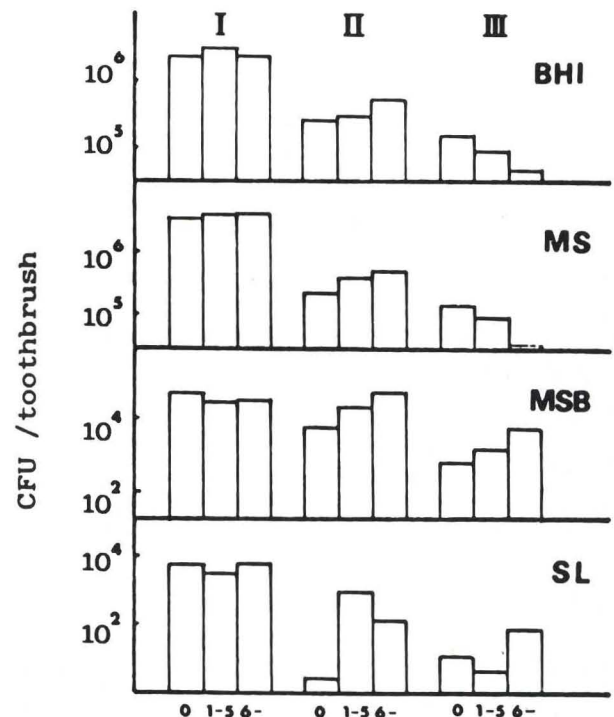 I II III
BHI
10⁶
10⁵
MS
10⁶
10⁵
MSB
10⁴
10²
SL
10⁴
10²
CFU /toothbrush
0 1-5 6- 0 1-5 6- 0 1-5 6-